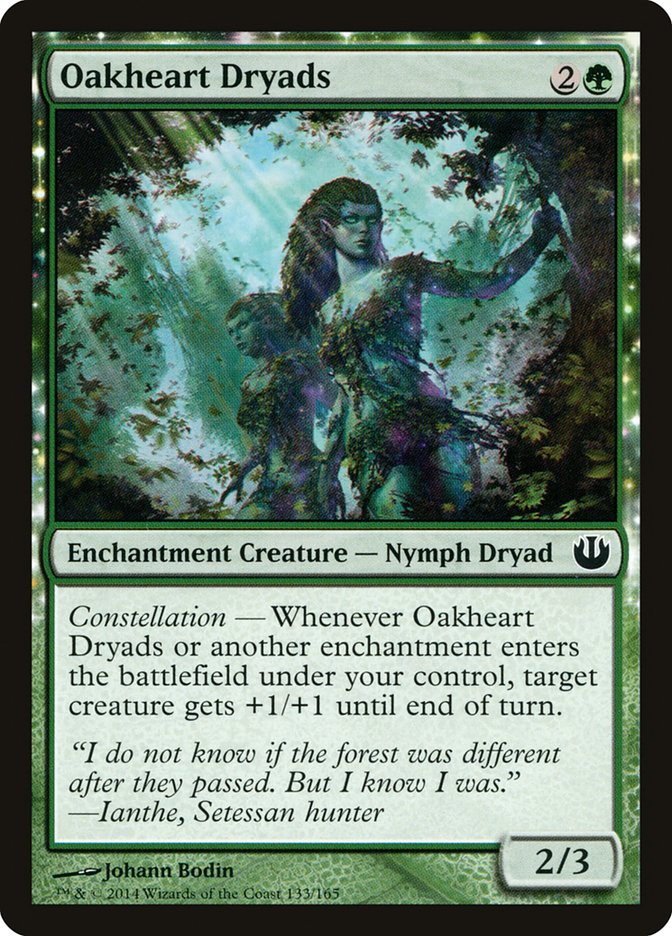 Oakheart Dryads 2
Enchantment Creature — Nymph Dryad
Constellation — Whenever Oakheart
Dryads or another enchantment enters
the battlefield under your control, target
creature gets +1/+1 until end of turn.
“I do not know if the forest was different
after they passed. But I know I was.”
—Ianthe, Setessan hunter
2/3
Johann Bodin
™ & © 2014 Wizards of the Coast 133/165